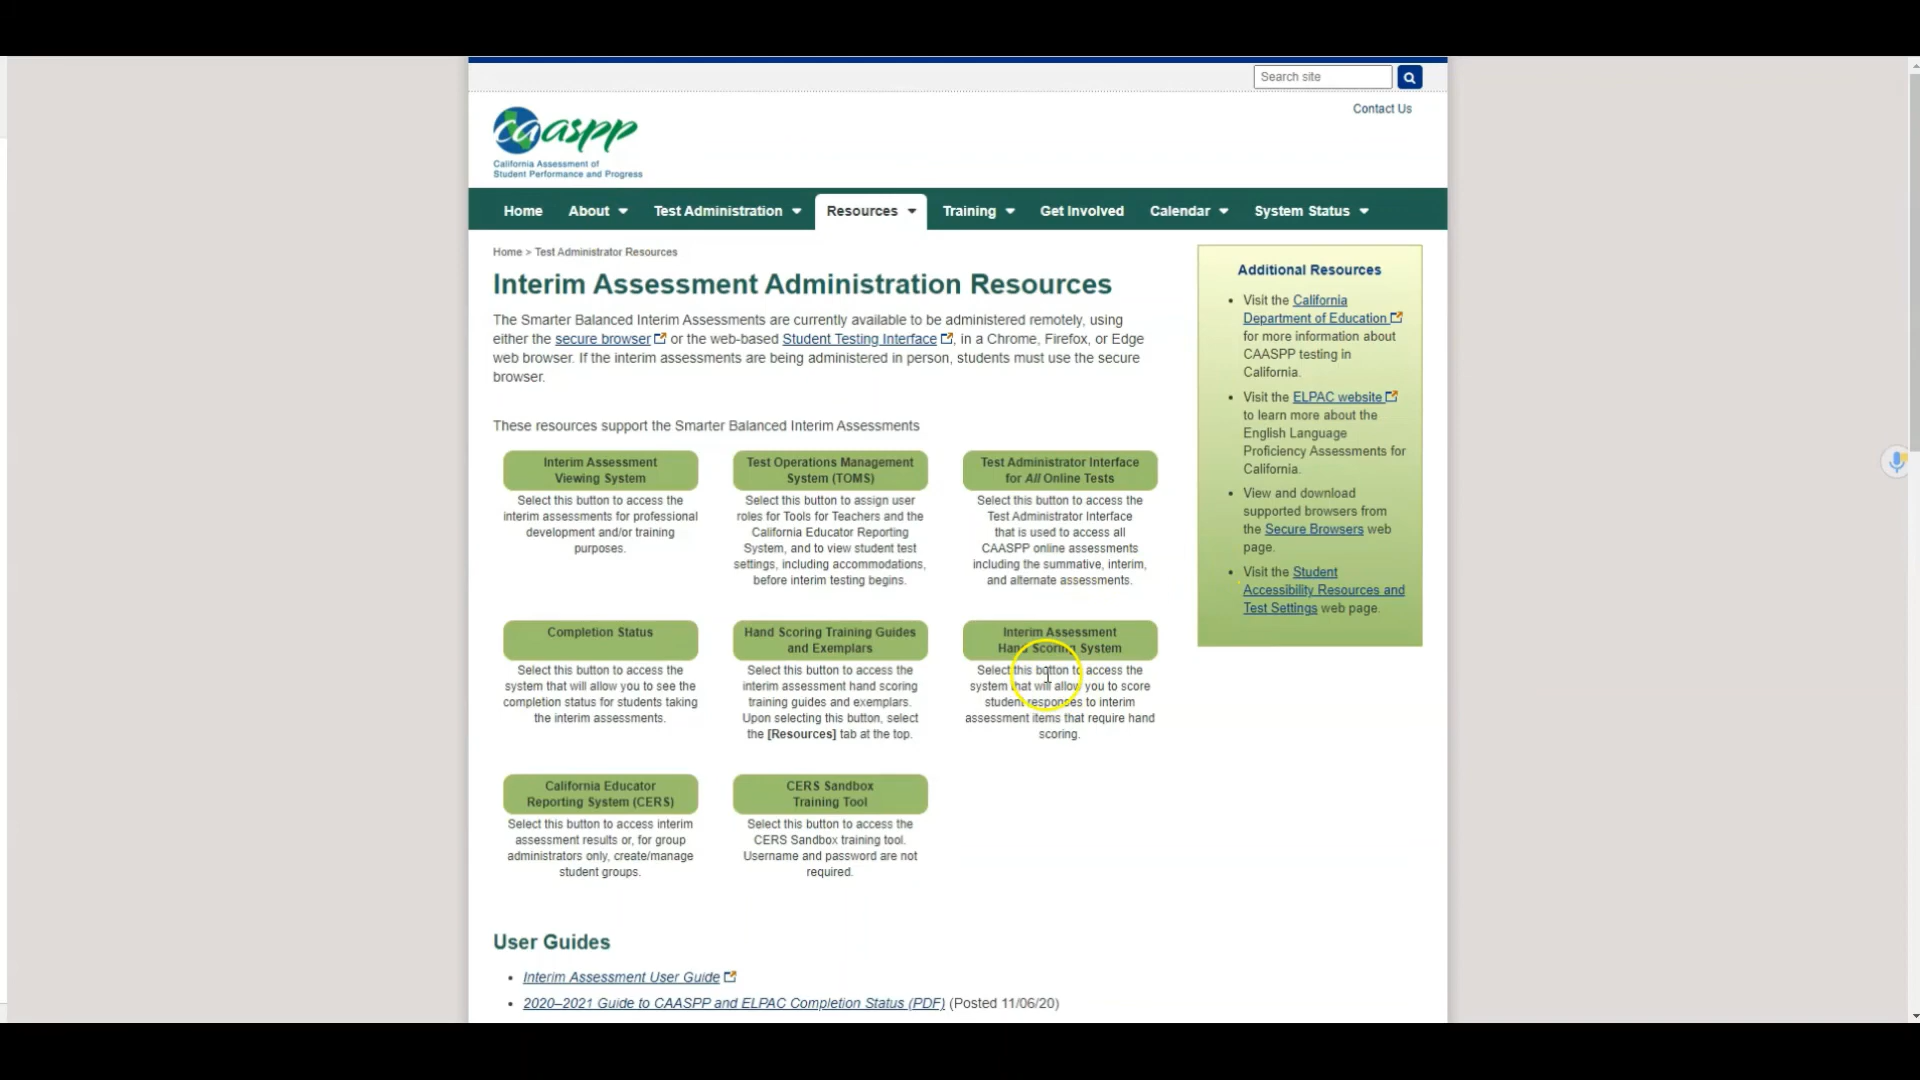 Search site
Contact Us
caaspp
California Assessment of
Student Performance and Progress
Home About Test Administration Resources Training Get Involved Calendar System Status
Home > Test Administrator Resources
Interim Assessment Administration Resources
The Smarter Balanced Interim Assessments are currently available to be administered remotely, using
either the secure browser or the web-based Student Testing Interface, in a Chrome, Firefox, or Edge
web browser. If the interim assessments are being administered in person, students must use the secure
browser.
These resources support the Smarter Balanced Interim Assessments
Interim Assessment
Viewing System
Select this button to access the
interim assessments for professional
development and/or training
purposes.
Test Operations Management
System (TOMS)
Select this button to assign user
roles for Tools for Teachers and the
California Educator Reporting
System, and to view student test
settings, including accommodations,
before interim testing begins.
Test Administrator Interface
for All Online Tests
Select this button to access the
Test Administrator Interface
that is used to access all
CAASPP online assessments
including the summative, interim,
and alternate assessments.
Completion Status
Select this button to access the
system that will allow you to see the
completion status for students taking
the interim assessments.
Hand Scoring Training Guides
and Exemplars
Select this button to access the
interim assessment hand scoring
training guides and exemplars.
Upon selecting this button, select
the [Resources] tab at the top.
Interim Assessment
Hand Scoring System
Select this button to access the
system that will allow you to score
student responses to interim
assessment items that require hand
scoring.
California Educator
Reporting System (CERS)
Select this button to access interim
assessment results or, for group
administrators only, create/manage
student groups.
CERS Sandbox
Training Tool
Select this button to access the
CERS Sandbox training tool.
Username and password are not
required.
User Guides
• Interim Assessment User Guide
• 2020–2021 Guide to CAASPP and ELPAC Completion Status (PDF) (Posted 11/06/20)
Additional Resources
• Visit the California
Department of Education
for more information about
CAASPP testing in
California.
• Visit the ELPAC website
to learn more about the
English Language
Proficiency Assessments for
California.
• View and download
supported browsers from
the Secure Browsers web
page.
• Visit the Student
Accessibility Resources and
Test Settings web page.